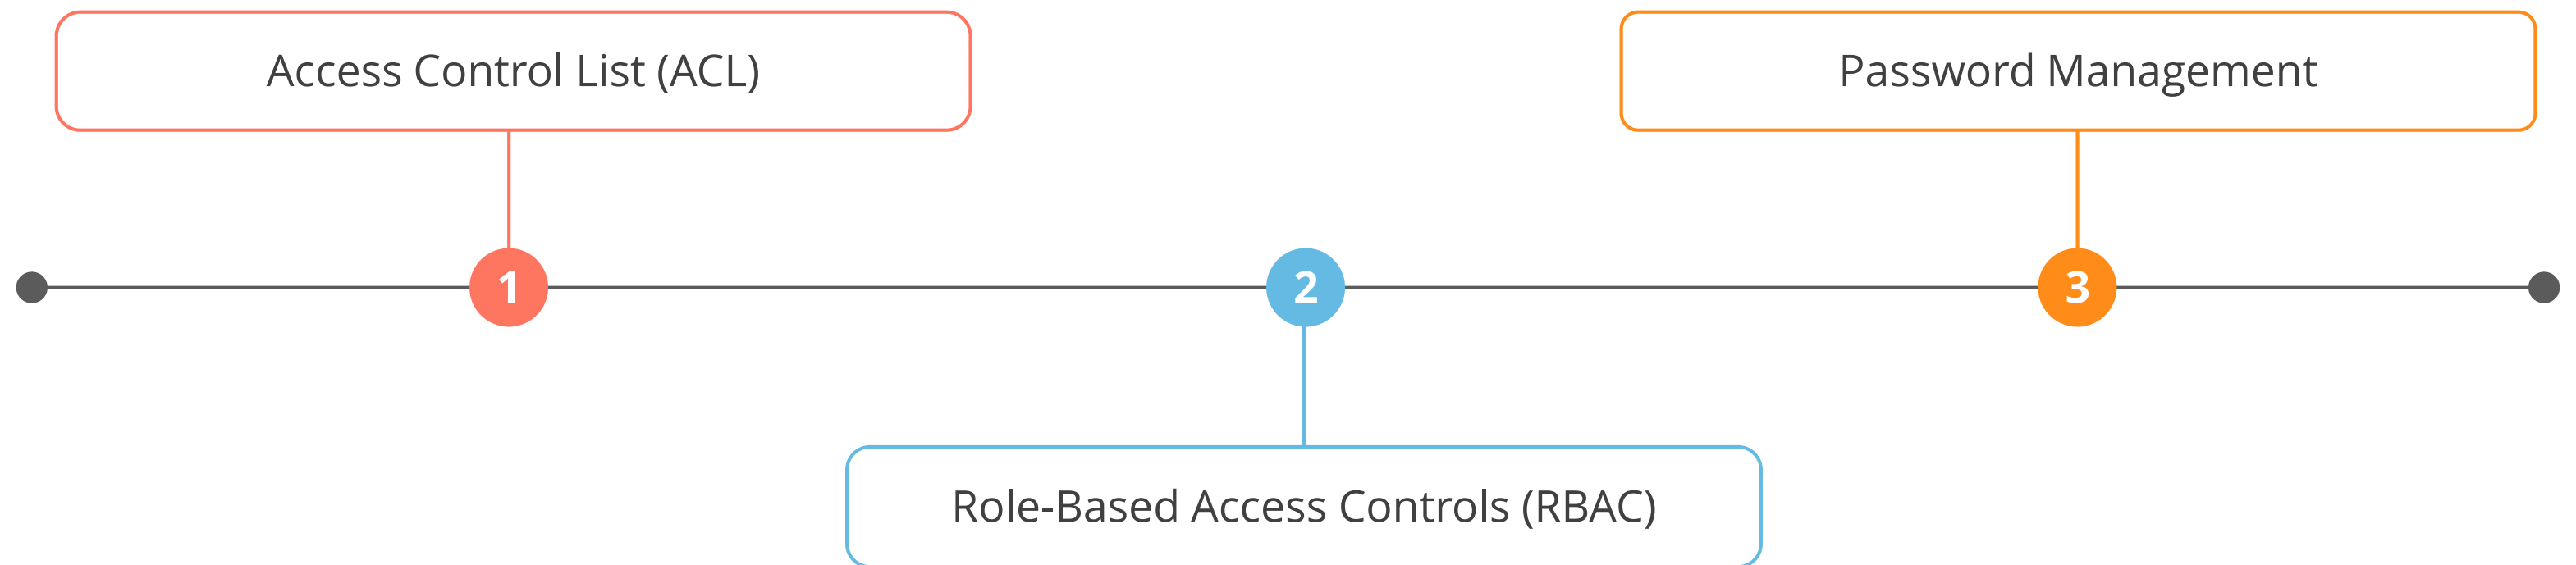 Access Control List (ACL)
Password Management
1
2
3
Role-Based Access Controls (RBAC)